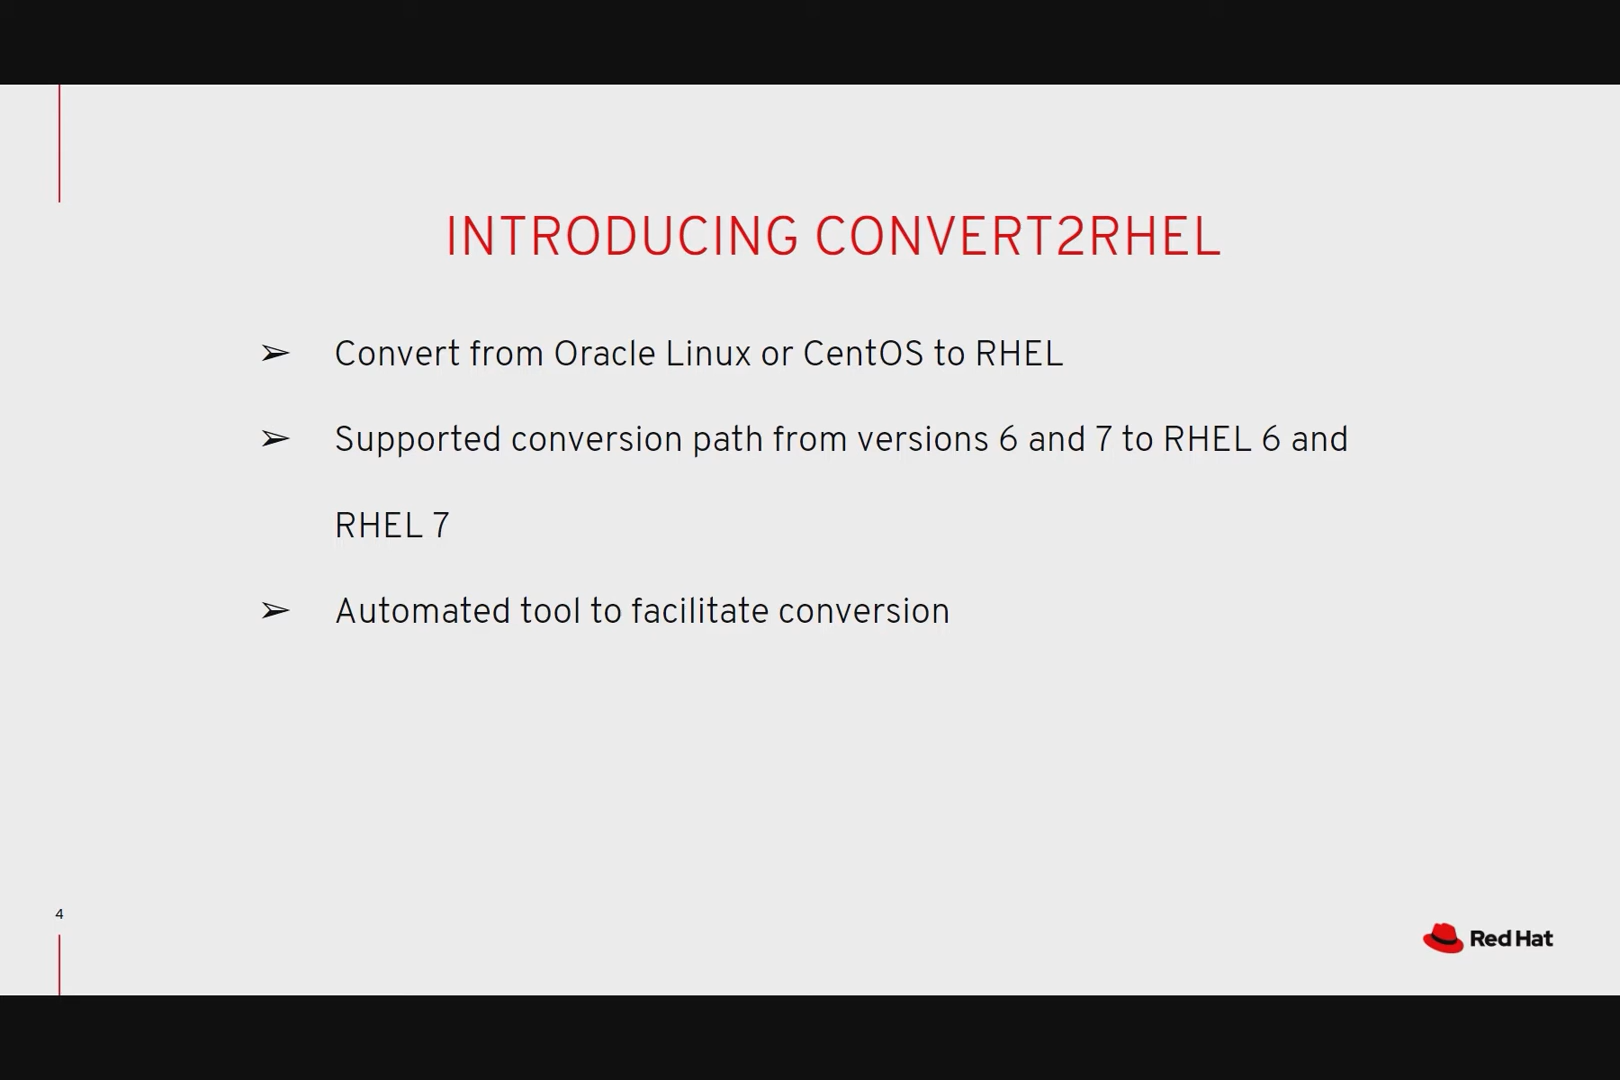 INTRODUCING CONVERT2RHEL
➢ Convert from Oracle Linux or CentOS to RHEL
➢ Supported conversion path from versions 6 and 7 to RHEL 6 and
RHEL 7
➢ Automated tool to facilitate conversion
4
Red Hat